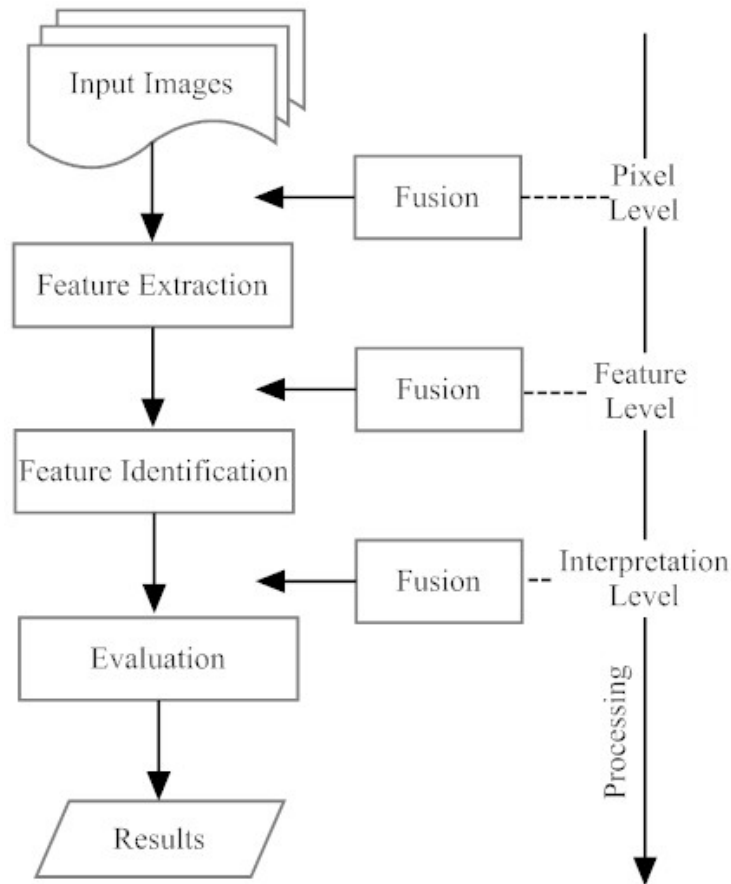 Input Images
Fusion
Pixel
Level
Feature Extraction
Fusion
Feature
Level
Feature Identification
Fusion
Interpretation
Level
Evaluation
Processing
Results